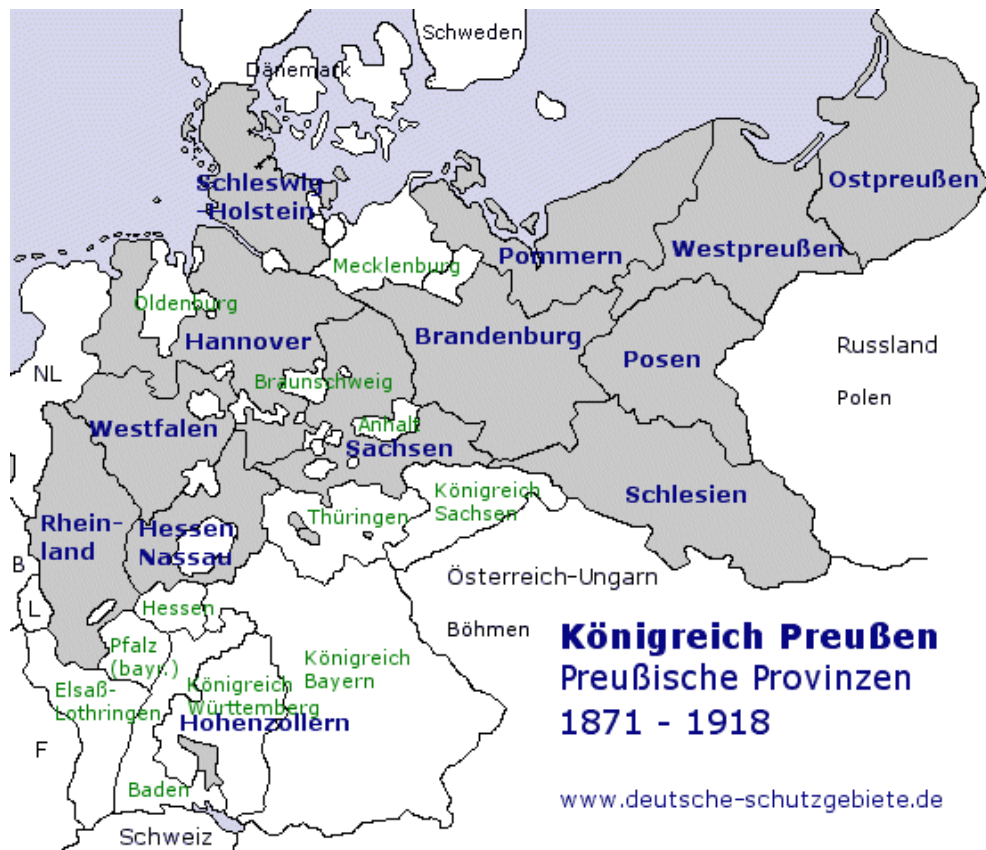 Schweden
Dänemark
Schleswig
-Holstein
Ostpreußen
Westpreußen
Pommern
Mecklenburg
Oldenburg
Hannover
Brandenburg
Posen
Russland
Polen
NL
Braunschweig
Westfalen
Anhalt
Sachsen
Königreich
Sachsen
Schlesien
Rhein-
land
Hessen
Nassau
Thüringen
B
L
Österreich-Ungarn
Böhmen
Hessen
Pfalz
(bayr.)
Königreich
Bayern
Elsaß-
Lothringen
Königreich
Württemberg
Hohenzollern
F
Baden
Schweiz
Königreich Preußen
Preußische Provinzen
1871 - 1918
www.deutsche-schutzgebiete.de